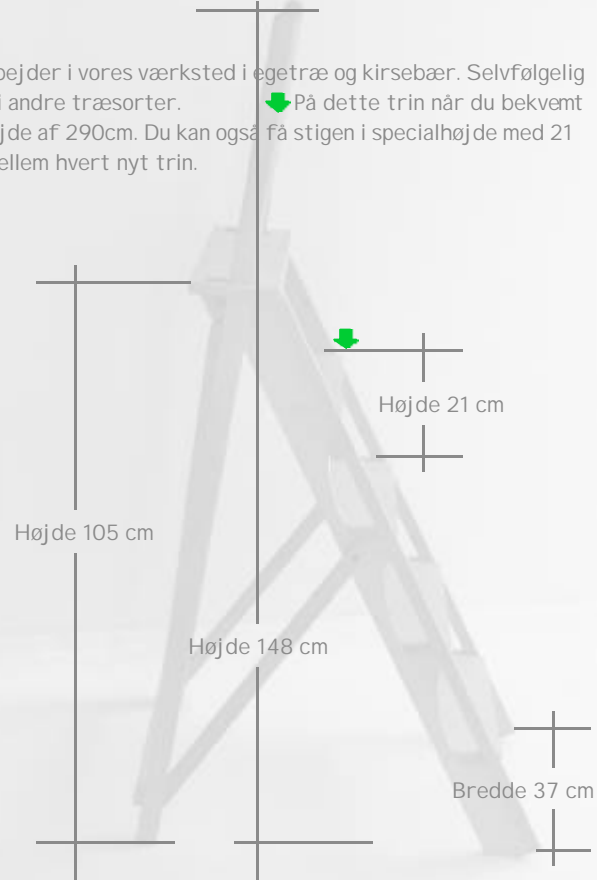 bejder i vores værksted i egetræ og kirsebær. Selvfølgelig
i andre træsorter. På dette trin når du bekvemt
jde af 290cm. Du kan også få stigen i specialhøjde med 21
ellem hvert nyt trin.
Højde 21 cm
Højde 105 cm
Højde 148 cm
Bredde 37 cm